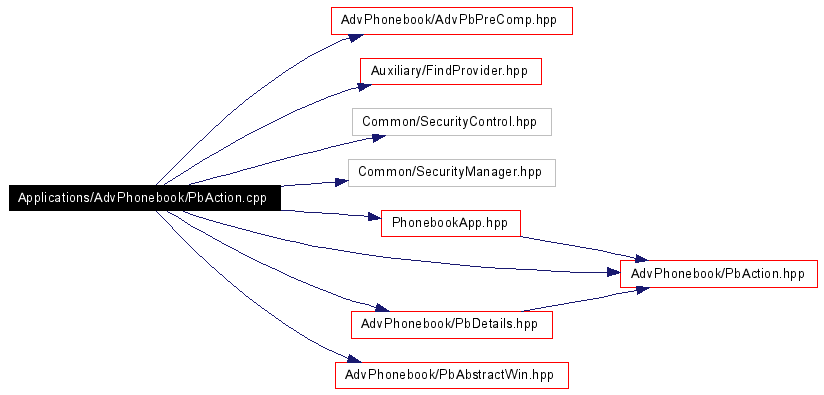 AdvPhonebook/AdvPbPreComp.hpp
Auxiliary/FindProvider.hpp
Common/SecurityControl.hpp
Common/SecurityManager.hpp
Applications/AdvPhonebook/PbAction.cpp
PhonebookApp.hpp
AdvPhonebook/PbAction.hpp
AdvPhonebook/PbDetails.hpp
AdvPhonebook/PbAbstractWin.hpp